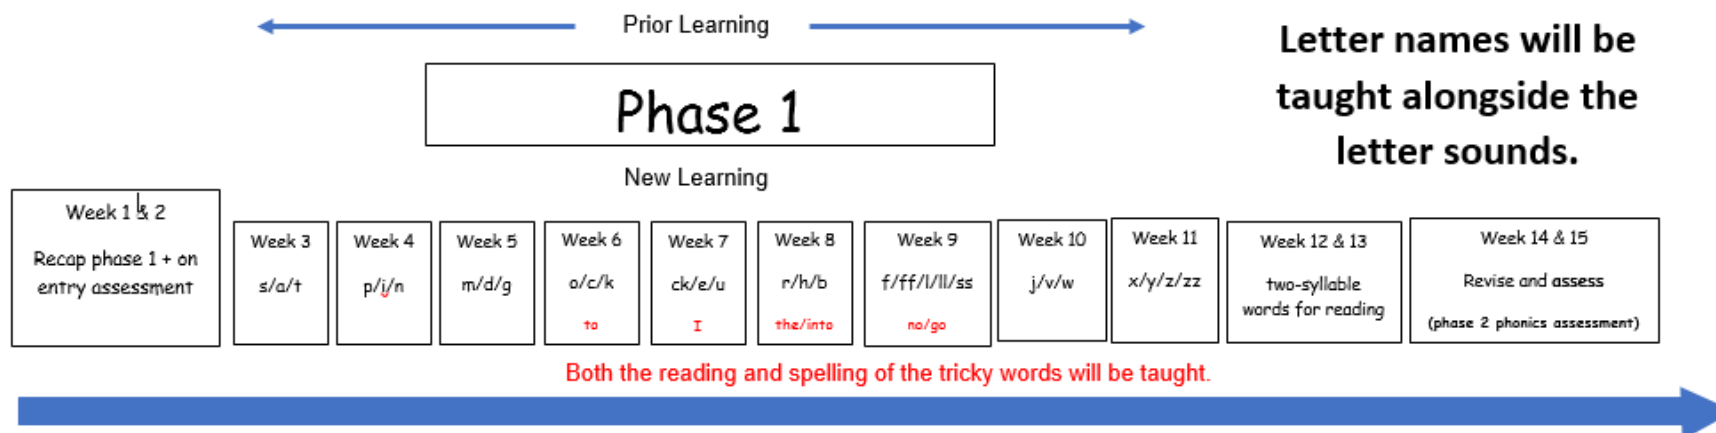 Prior Learning
Letter names will be
taught alongside the
letter sounds.
Phase 1
New Learning
Week 1 & 2
Recap phase 1 + on
entry assessment
Week 3
s/a/t
Week 4
p/i/n
Week 5
m/d/g
Week 6
o/c/k
to
Week 7
ck/e/u
I
Week 8
r/h/b
the/into
Week 9
f/ff/l/ll/ss
no/go
Week 10
j/v/w
Week 11
x/y/z/zz
Week 12 & 13
two-syllable
words for reading
Week 14 & 15
Revise and assess
(phase 2 phonics assessment)
Both the reading and spelling of the tricky words will be taught.